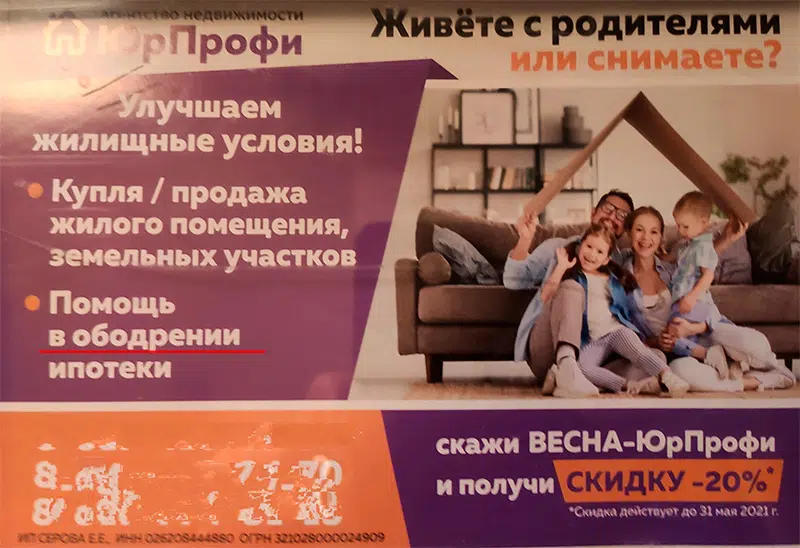 АГЕНТСТВО НЕДВИЖИМОСТИ
ЮрПрофи
Живёте с родителями
или снимаете?
Улучшаем
жилищные условия!
• Купля / продажа
жилого помещения,
земельных участков
• Помощь
в ободрении
ипотеки
скажи ВЕСНА-ЮрПрофи
и получи СКИДКУ -20%*
*Скидка действует до 31 мая 2021 г.
ИП СЕРОВА Е.Е., ИНН 026208444880 ОГРН 321028000024909